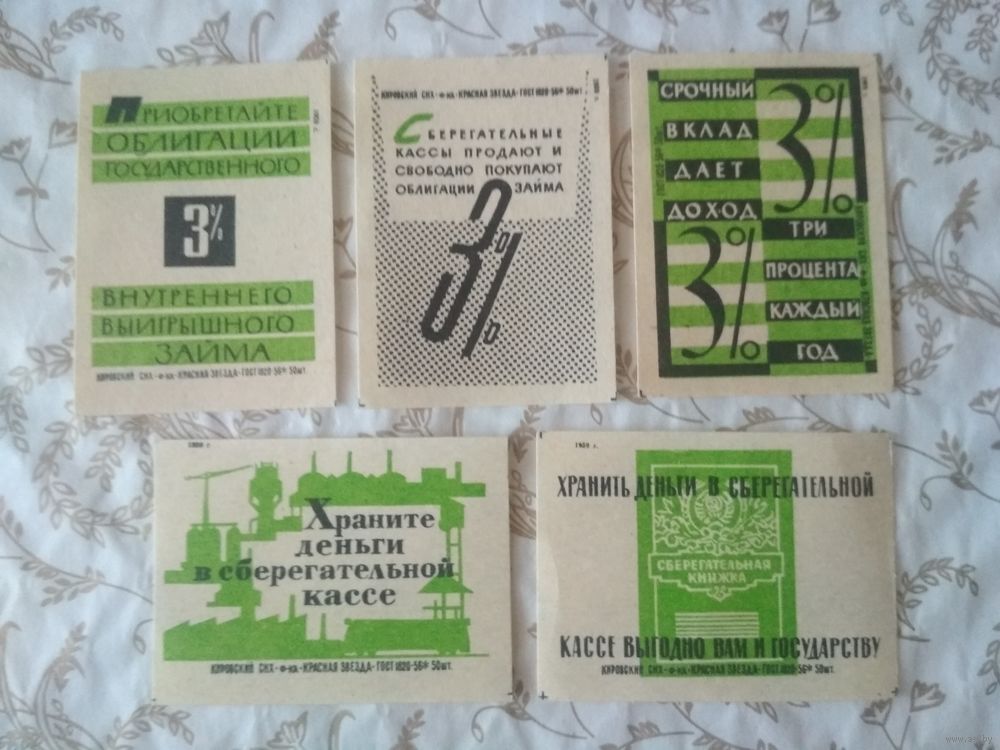 ПРИОБРЕТАЙТЕ
ОБЛИГАЦИИ
ГОСУДАРСТВЕННОГО
3%
ВНУТРЕННЕГО
ВЫИГРЫШНОГО
ЗАЙМА
КИРОВСКИЙ СНХ-Ф-КА-КРАСНАЯ ЗВЕЗДА-ГОСТ 1820-56* 50шт.
КИРОВСКИЙ СНХ-Ф-КА-КРАСНАЯ ЗВЕЗДА-ГОСТ 1820-56* 50шт.
СБЕРЕГАТЕЛЬНЫЕ
КАССЫ ПРОДАЮТ И
СВОБОДНО ПОКУПАЮТ
ОБЛИГАЦИИ 3% ЗАЙМА
СРОЧНЫЙ
ВКЛАД
ДАЕТ
ДОХОД
3%
3%
ТРИ
ПРОЦЕНТА
КАЖДЫЙ
ГОД
Храните
деньги
в сберегательной
кассе
КИРОВСКИЙ СНХ-Ф-КА-КРАСНАЯ ЗВЕЗДА-ГОСТ 1820-56* 50шт.
1959 г.
ХРАНИТЬ ДЕНЬГИ В СБЕРЕГАТЕЛЬНОЙ
СБЕРЕГАТЕЛЬНАЯ
КНИЖКА
КАССЕ ВЫГОДНО ВАМ И ГОСУДАРСТВУ
КИРОВСКИЙ СНХ-Ф-КА-КРАСНАЯ ЗВЕЗДА-ГОСТ 1820-56* 50шт.